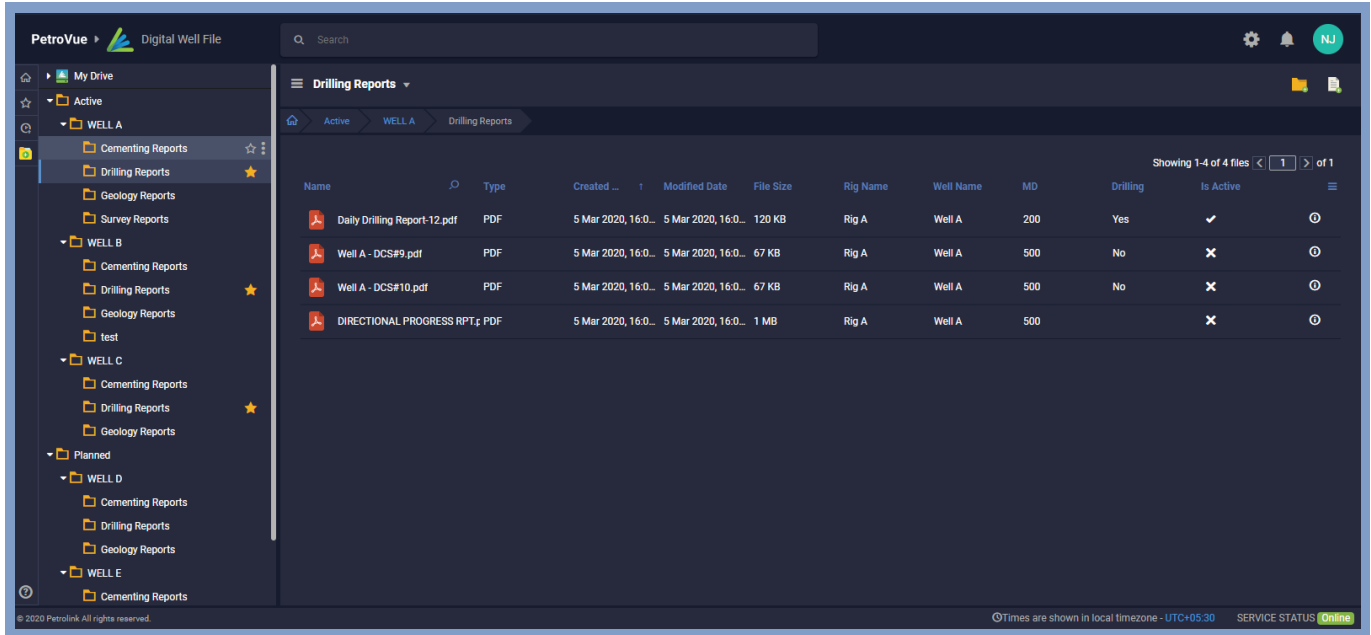 PetroVue Digital Well File
Search
NJ
My Drive
Active
WELL A
Cementing Reports
Drilling Reports
Geology Reports
Survey Reports
WELL B
Cementing Reports
Drilling Reports
Geology Reports
test
WELL C
Cementing Reports
Drilling Reports
Geology Reports
Planned
WELL D
Cementing Reports
Drilling Reports
Geology Reports
WELL E
Cementing Reports
Drilling Reports
Active WELL A Drilling Reports
Showing 1-4 of 4 files 1 of 1
Name Type Created ... Modified Date File Size Rig Name Well Name MD Drilling Is Active
Daily Drilling Report-12.pdf PDF 5 Mar 2020, 16:0... 5 Mar 2020, 16:0... 120 KB Rig A Well A 200 Yes
Well A - DCS#9.pdf PDF 5 Mar 2020, 16:0... 5 Mar 2020, 16:0... 67 KB Rig A Well A 500 No
Well A - DCS#10.pdf PDF 5 Mar 2020, 16:0... 5 Mar 2020, 16:0... 67 KB Rig A Well A 500 No
DIRECTIONAL PROGRESS RPT.p PDF 5 Mar 2020, 16:0... 5 Mar 2020, 16:0... 1 MB Rig A Well A 500
© 2020 Petrolink All rights reserved.
Times are shown in local timezone - UTC+05:30 SERVICE STATUS Online